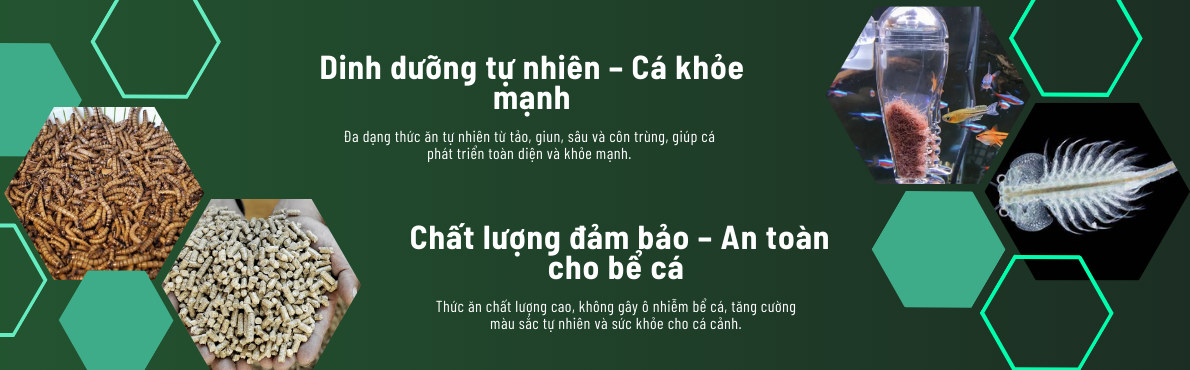 Dinh dưỡng tự nhiên – Cá khỏe
mạnh
Đa dạng thức ăn tự nhiên từ tảo, giun, sâu và côn trùng, giúp cá
phát triển toàn diện và khỏe mạnh.
Chất lượng đảm bảo – An toàn
cho bể cá
Thức ăn chất lượng cao, không gây ô nhiễm bể cá, tăng cường
màu sắc tự nhiên và sức khỏe cho cá cảnh.